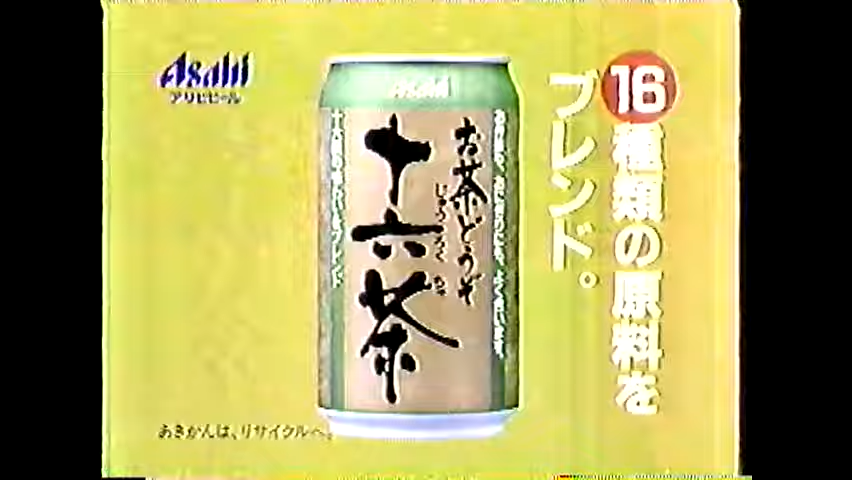 Asahi
アサヒビール
16種類の原料を
ブレンド。
Asahi
お茶どうぞ
十六茶
じゅうろくちゃ
あきかんは、リサイクルへ。